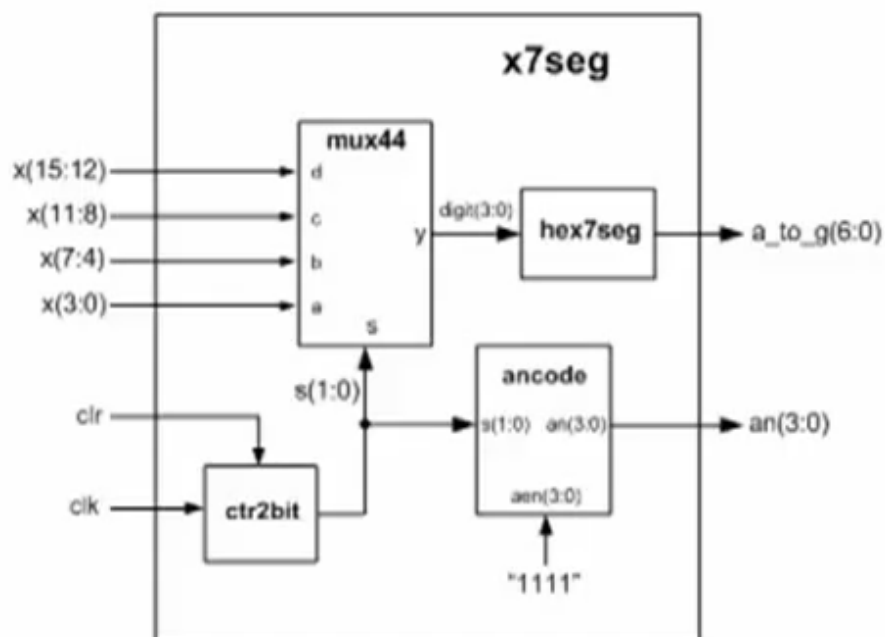 x7seg
mux44
x(15:12)
d
x(11:8)
c
digit(3:0)
y
hex7seg
a_to_g(6:0)
x(7:4)
b
x(3:0)
a
s
ancode
s(1:0)
clr
s(1:0) an(3:0)
an(3:0)
clk
ctr2bit
aen(3:0)
"1111"